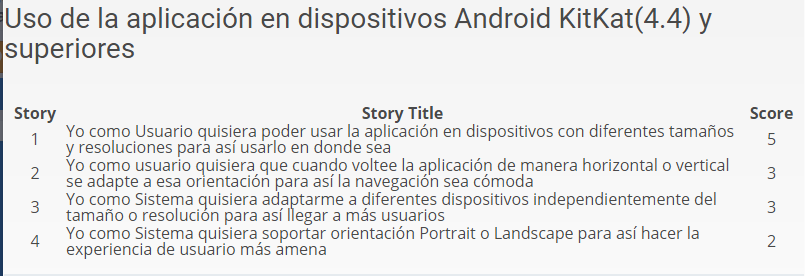 Uso de la aplicación en dispositivos Android KitKat(4.4) y
superiores
Story Story Title Score
1 Yo como Usuario quisiera poder usar la aplicación en dispositivos con diferentes tamaños
y resoluciones para así usarlo en donde sea 5
2 Yo como usuario quisiera que cuando voltee la aplicación de manera horizontal o vertical
se adapte a esa orientación para así la navegación sea cómoda 3
3 Yo como Sistema quisiera adaptarme a diferentes dispositivos independientemente del
tamaño o resolución para así llegar a más usuarios 3
4 Yo como Sistema quisiera soportar orientación Portrait o Landscape para así hacer la
experiencia de usuario más amena 2